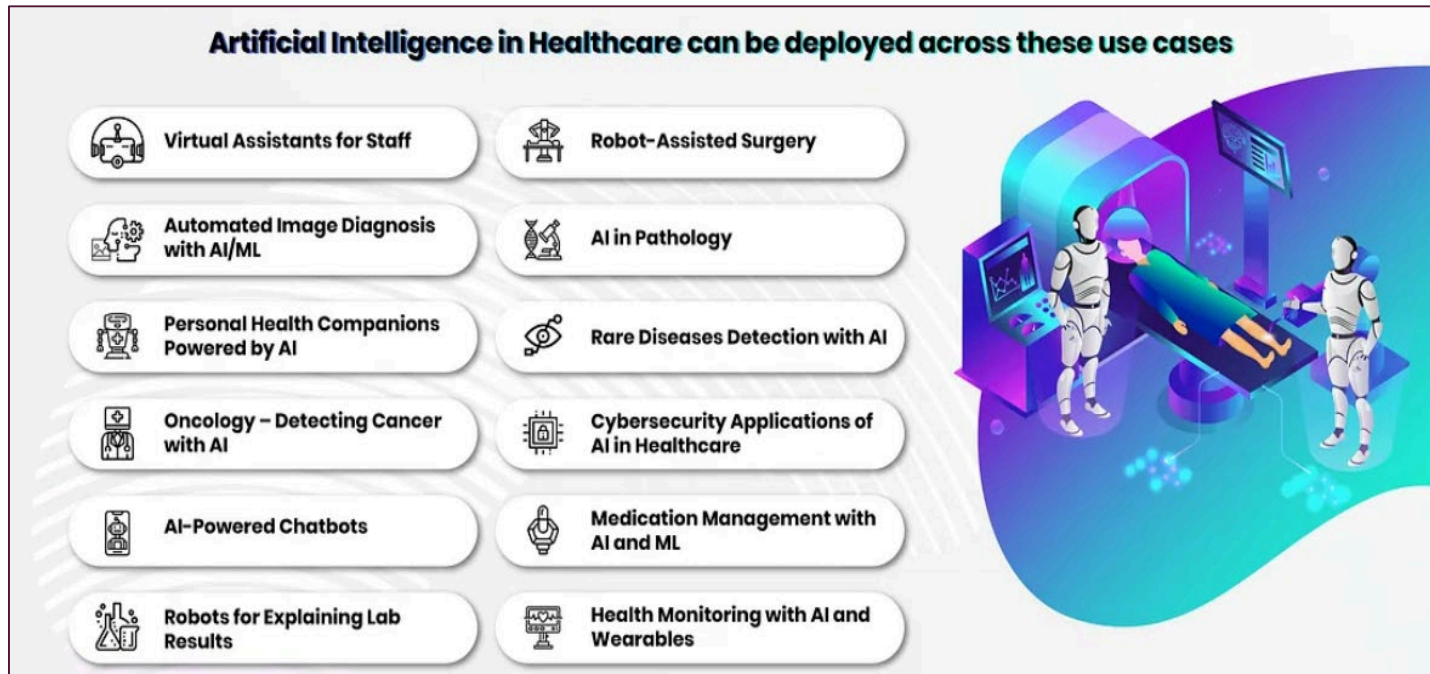 Artificial Intelligence in Healthcare can be deployed across these use cases
Virtual Assistants for Staff
Automated Image Diagnosis
with AI/ML
Personal Health Companions
Powered by AI
Oncology – Detecting Cancer
with AI
AI-Powered Chatbots
Robots for Explaining Lab
Results
Robot-Assisted Surgery
AI in Pathology
Rare Diseases Detection with AI
Cybersecurity Applications of
AI in Healthcare
Medication Management with
AI and ML
Health Monitoring with AI and
Wearables